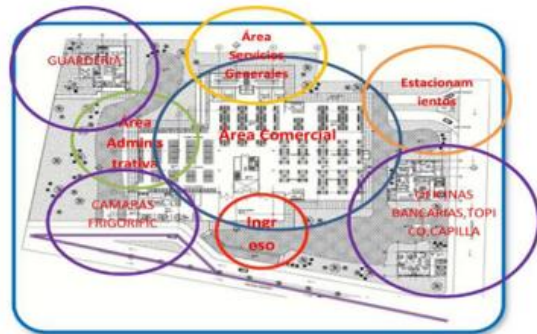 GUARDERIA
Área
Servicios
Generales
Estacionam
ientos
Área
Adminis
trativa
Área Comercial
CAMARAS
FRIGORIFIC
Ingr
eso
OFICINAS
BANCARIAS,TOPI
CO,CAPILLA